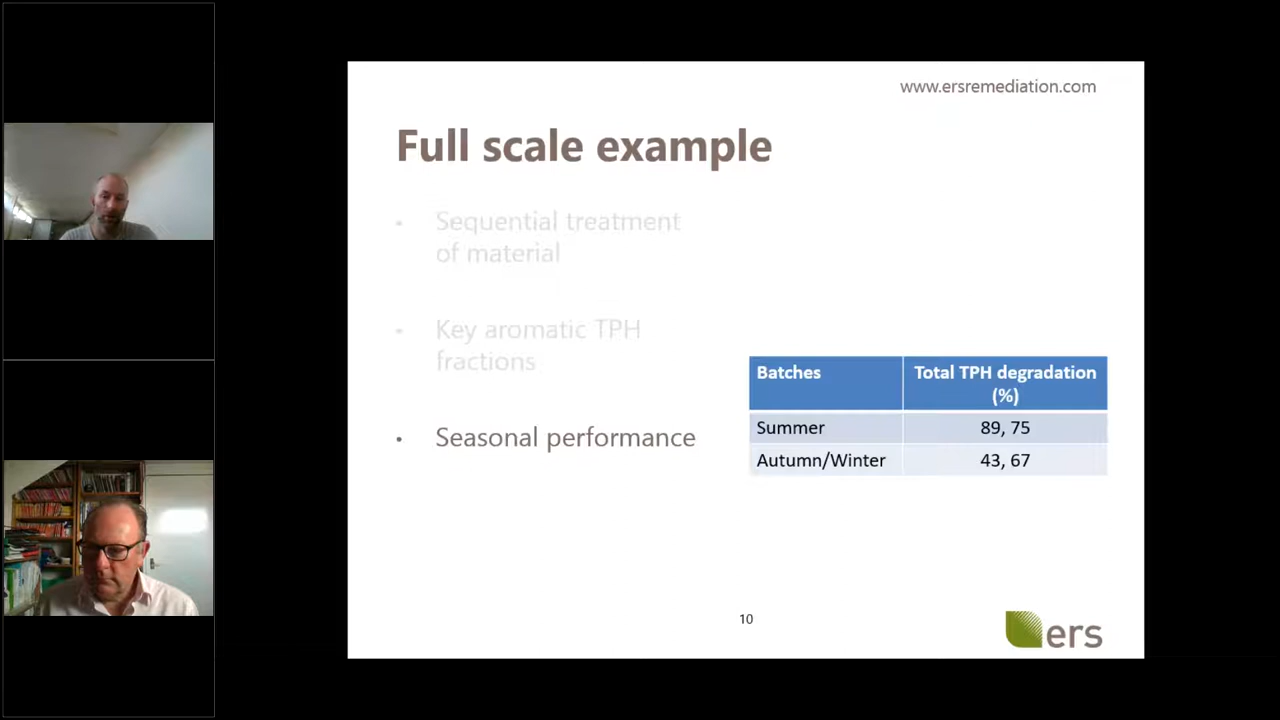 www.ersremediation.com
Full scale example
• Sequential treatment
of material
• Key aromatic TPH
fractions
• Seasonal performance
Batches
Total TPH degradation
(%)
Summer
89, 75
Autumn/Winter
43, 67
10
ers